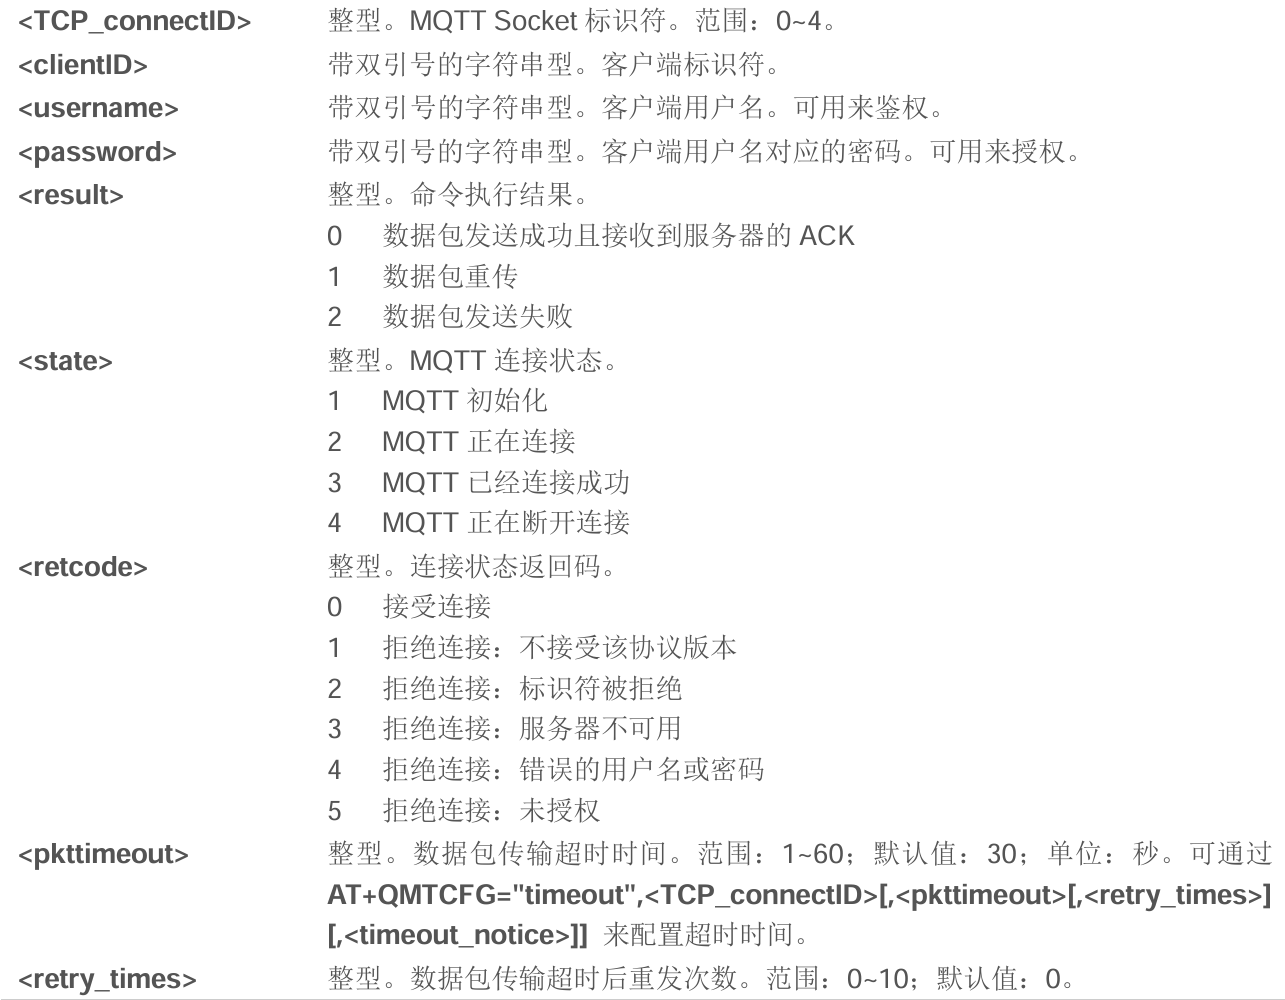 <TCP_connectID> 整型。MQTT Socket 标识符。范围：0~4。
<clientID> 带双引号的字符串型。客户端标识符。
<username> 带双引号的字符串型。客户端用户名。可用来鉴权。
<password> 带双引号的字符串型。客户端用户名对应的密码。可用来授权。
<result> 整型。命令执行结果。
0 数据包发送成功且接收到服务器的 ACK
1 数据包重传
2 数据包发送失败
<state> 整型。MQTT 连接状态。
1 MQTT 初始化
2 MQTT 正在连接
3 MQTT 已经连接成功
4 MQTT 正在断开连接
<retcode> 整型。连接状态返回码。
0 接受连接
1 拒绝连接：不接受该协议版本
2 拒绝连接：标识符被拒绝
3 拒绝连接：服务器不可用
4 拒绝连接：错误的用户名或密码
5 拒绝连接：未授权
<pkttimeout> 整型。数据包传输超时时间。范围：1~60；默认值：30；单位：秒。可通过
AT+QMTCFG="timeout",<TCP_connectID>[,<pkttimeout>[,<retry_times>]
[,<timeout_notice>]] 来配置超时时间。
<retry_times> 整型。数据包传输超时后重发次数。范围：0~10；默认值：0。